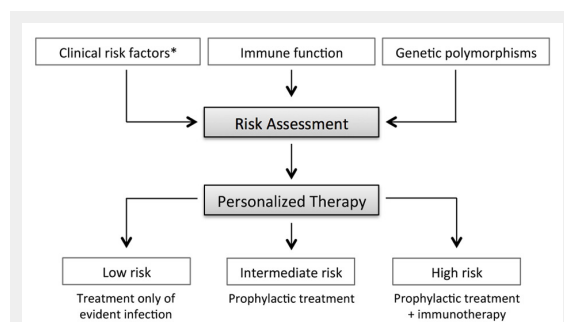 Clinical risk factors*
Immune function
Genetic polymorphisms
Risk Assessment
Personalized Therapy
Low risk
Intermediate risk
High risk
Treatment only of
evident infection
Prophylactic treatment
Prophylactic treatment
+ immunotherapy